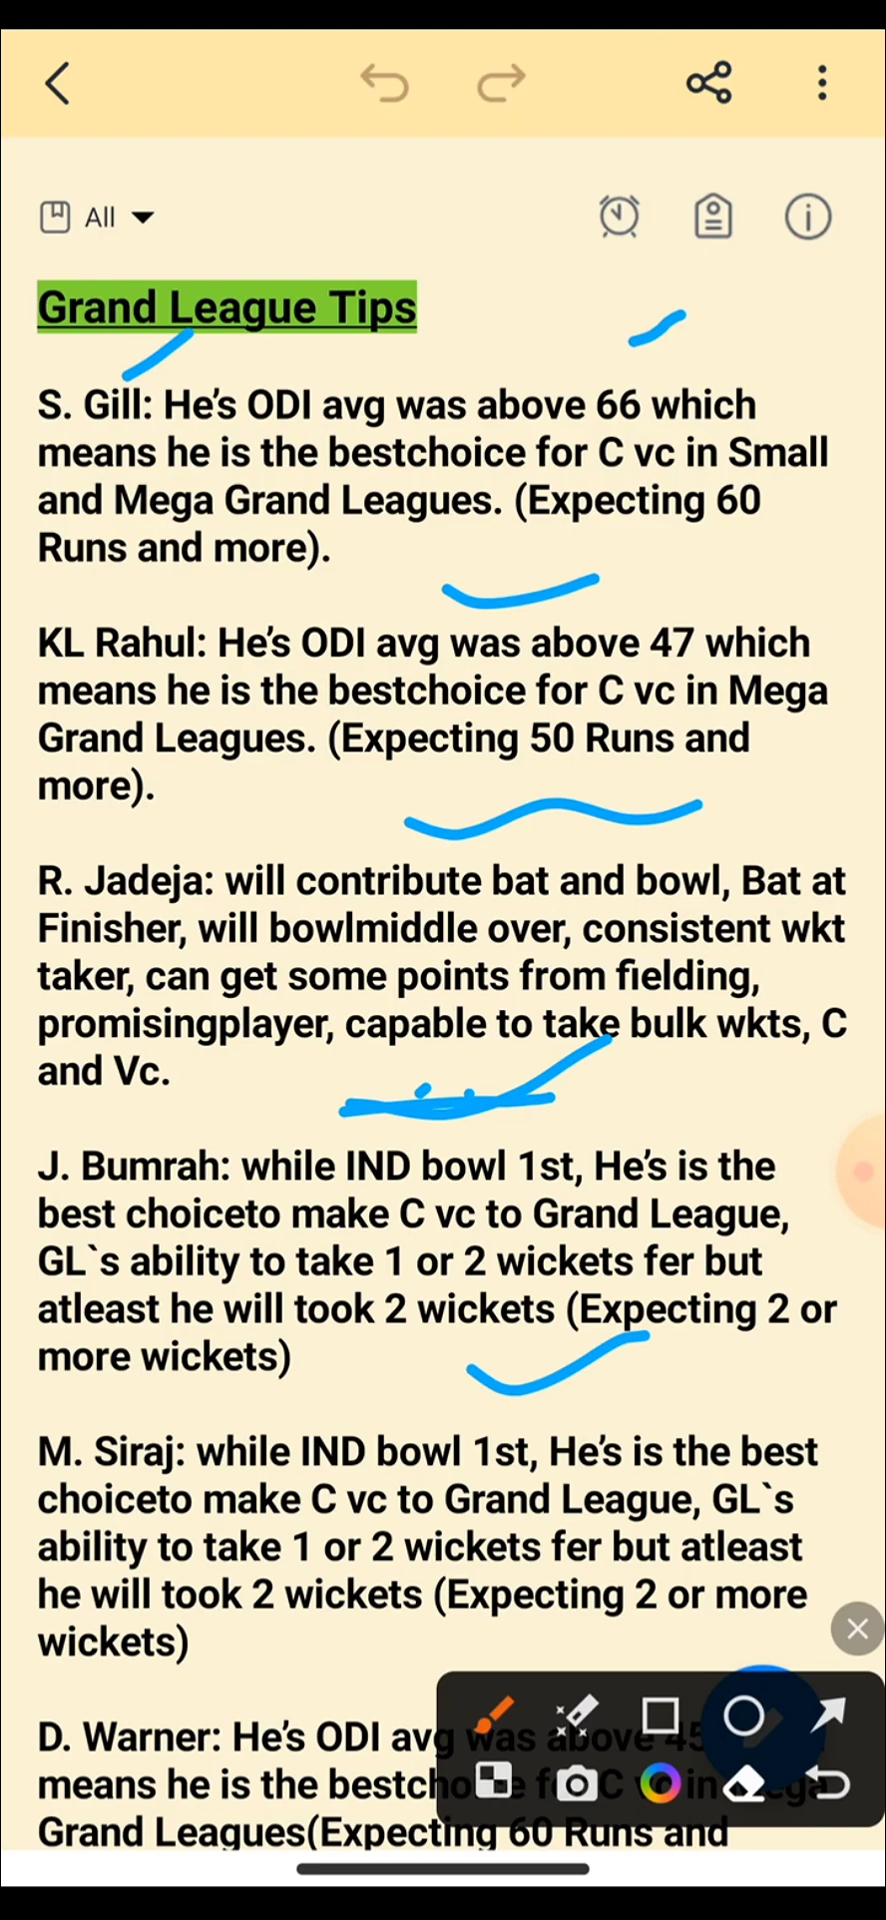 All
Grand League Tips
S. Gill: He's ODI avg was above 66 which
means he is the bestchoice for C vc in Small
and Mega Grand Leagues. (Expecting 60
Runs and more).
KL Rahul: He's ODI avg was above 47 which
means he is the bestchoice for C vc in Mega
Grand Leagues. (Expecting 50 Runs and
more).
R. Jadeja: will contribute bat and bowl, Bat at
Finisher, will bowlmiddle over, consistent wkt
taker, can get some points from fielding,
promisingplayer, capable to take bulk wkts, C
and Vc.
J. Bumrah: while IND bowl 1st, He's is the
best choiceto make C vc to Grand League,
GL`s ability to take 1 or 2 wickets fer but
atleast he will took 2 wickets (Expecting 2 or
more wickets)
M. Siraj: while IND bowl 1st, He's is the best
choiceto make C vc to Grand League, GL`s
ability to take 1 or 2 wickets fer but atleast
he will took 2 wickets (Expecting 2 or more
wickets)
D. Warner: He's ODI avg was above 45
means he is the bestchoice for C vc in Mega
Grand Leagues(Expecting 60 Runs and